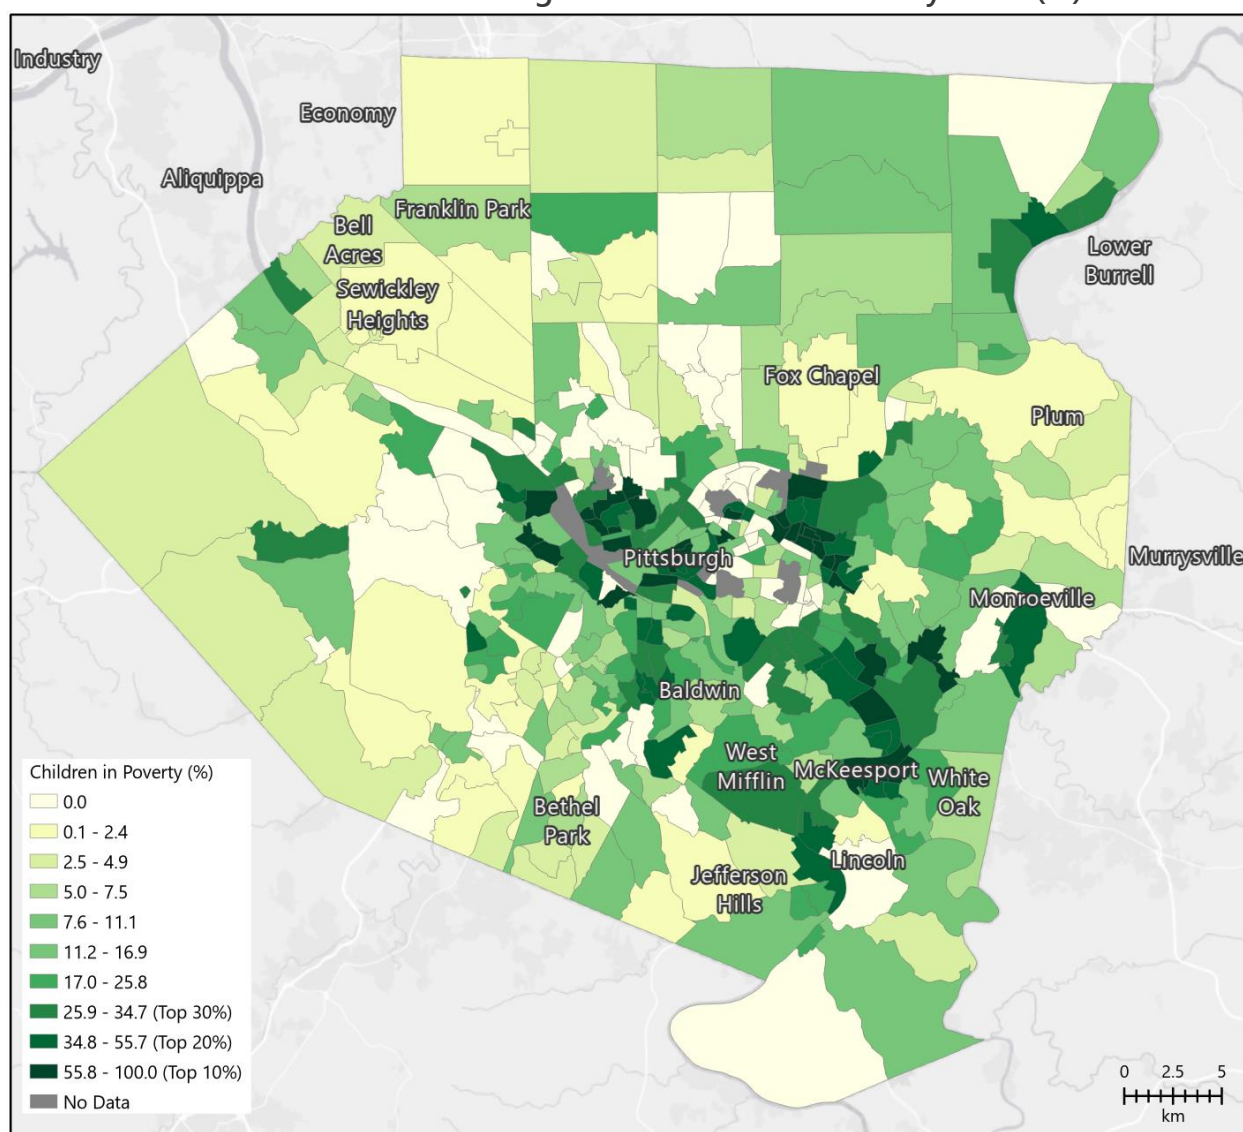 Industry
Economy
Aliquippa
Franklin Park
Bell
Acres
Sewickley
Heights
Lower
Burrell
Fox Chapel
Plum
Pittsburgh
Murrysville
Monroeville
Baldwin
West
Mifflin
McKeesport
White
Oak
Bethel
Park
Lincoln
Jefferson
Hills
Children in Poverty (%)
0.0
0.1 - 2.4
2.5 - 4.9
5.0 - 7.5
7.6 - 11.1
11.2 - 16.9
17.0 - 25.8
25.9 - 34.7 (Top 30%)
34.8 - 55.7 (Top 20%)
55.8 - 100.0 (Top 10%)
No Data
0 2.5 5
km